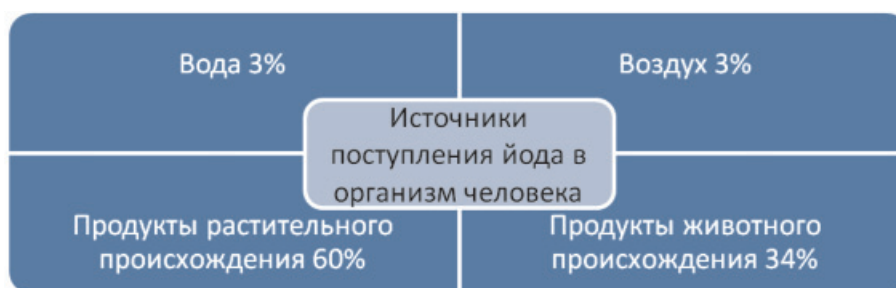 Вода 3%
Воздух 3%
Источники
поступления йода в
организм человека
Продукты растительного
происхождения 60%
Продукты животного
происхождения 34%